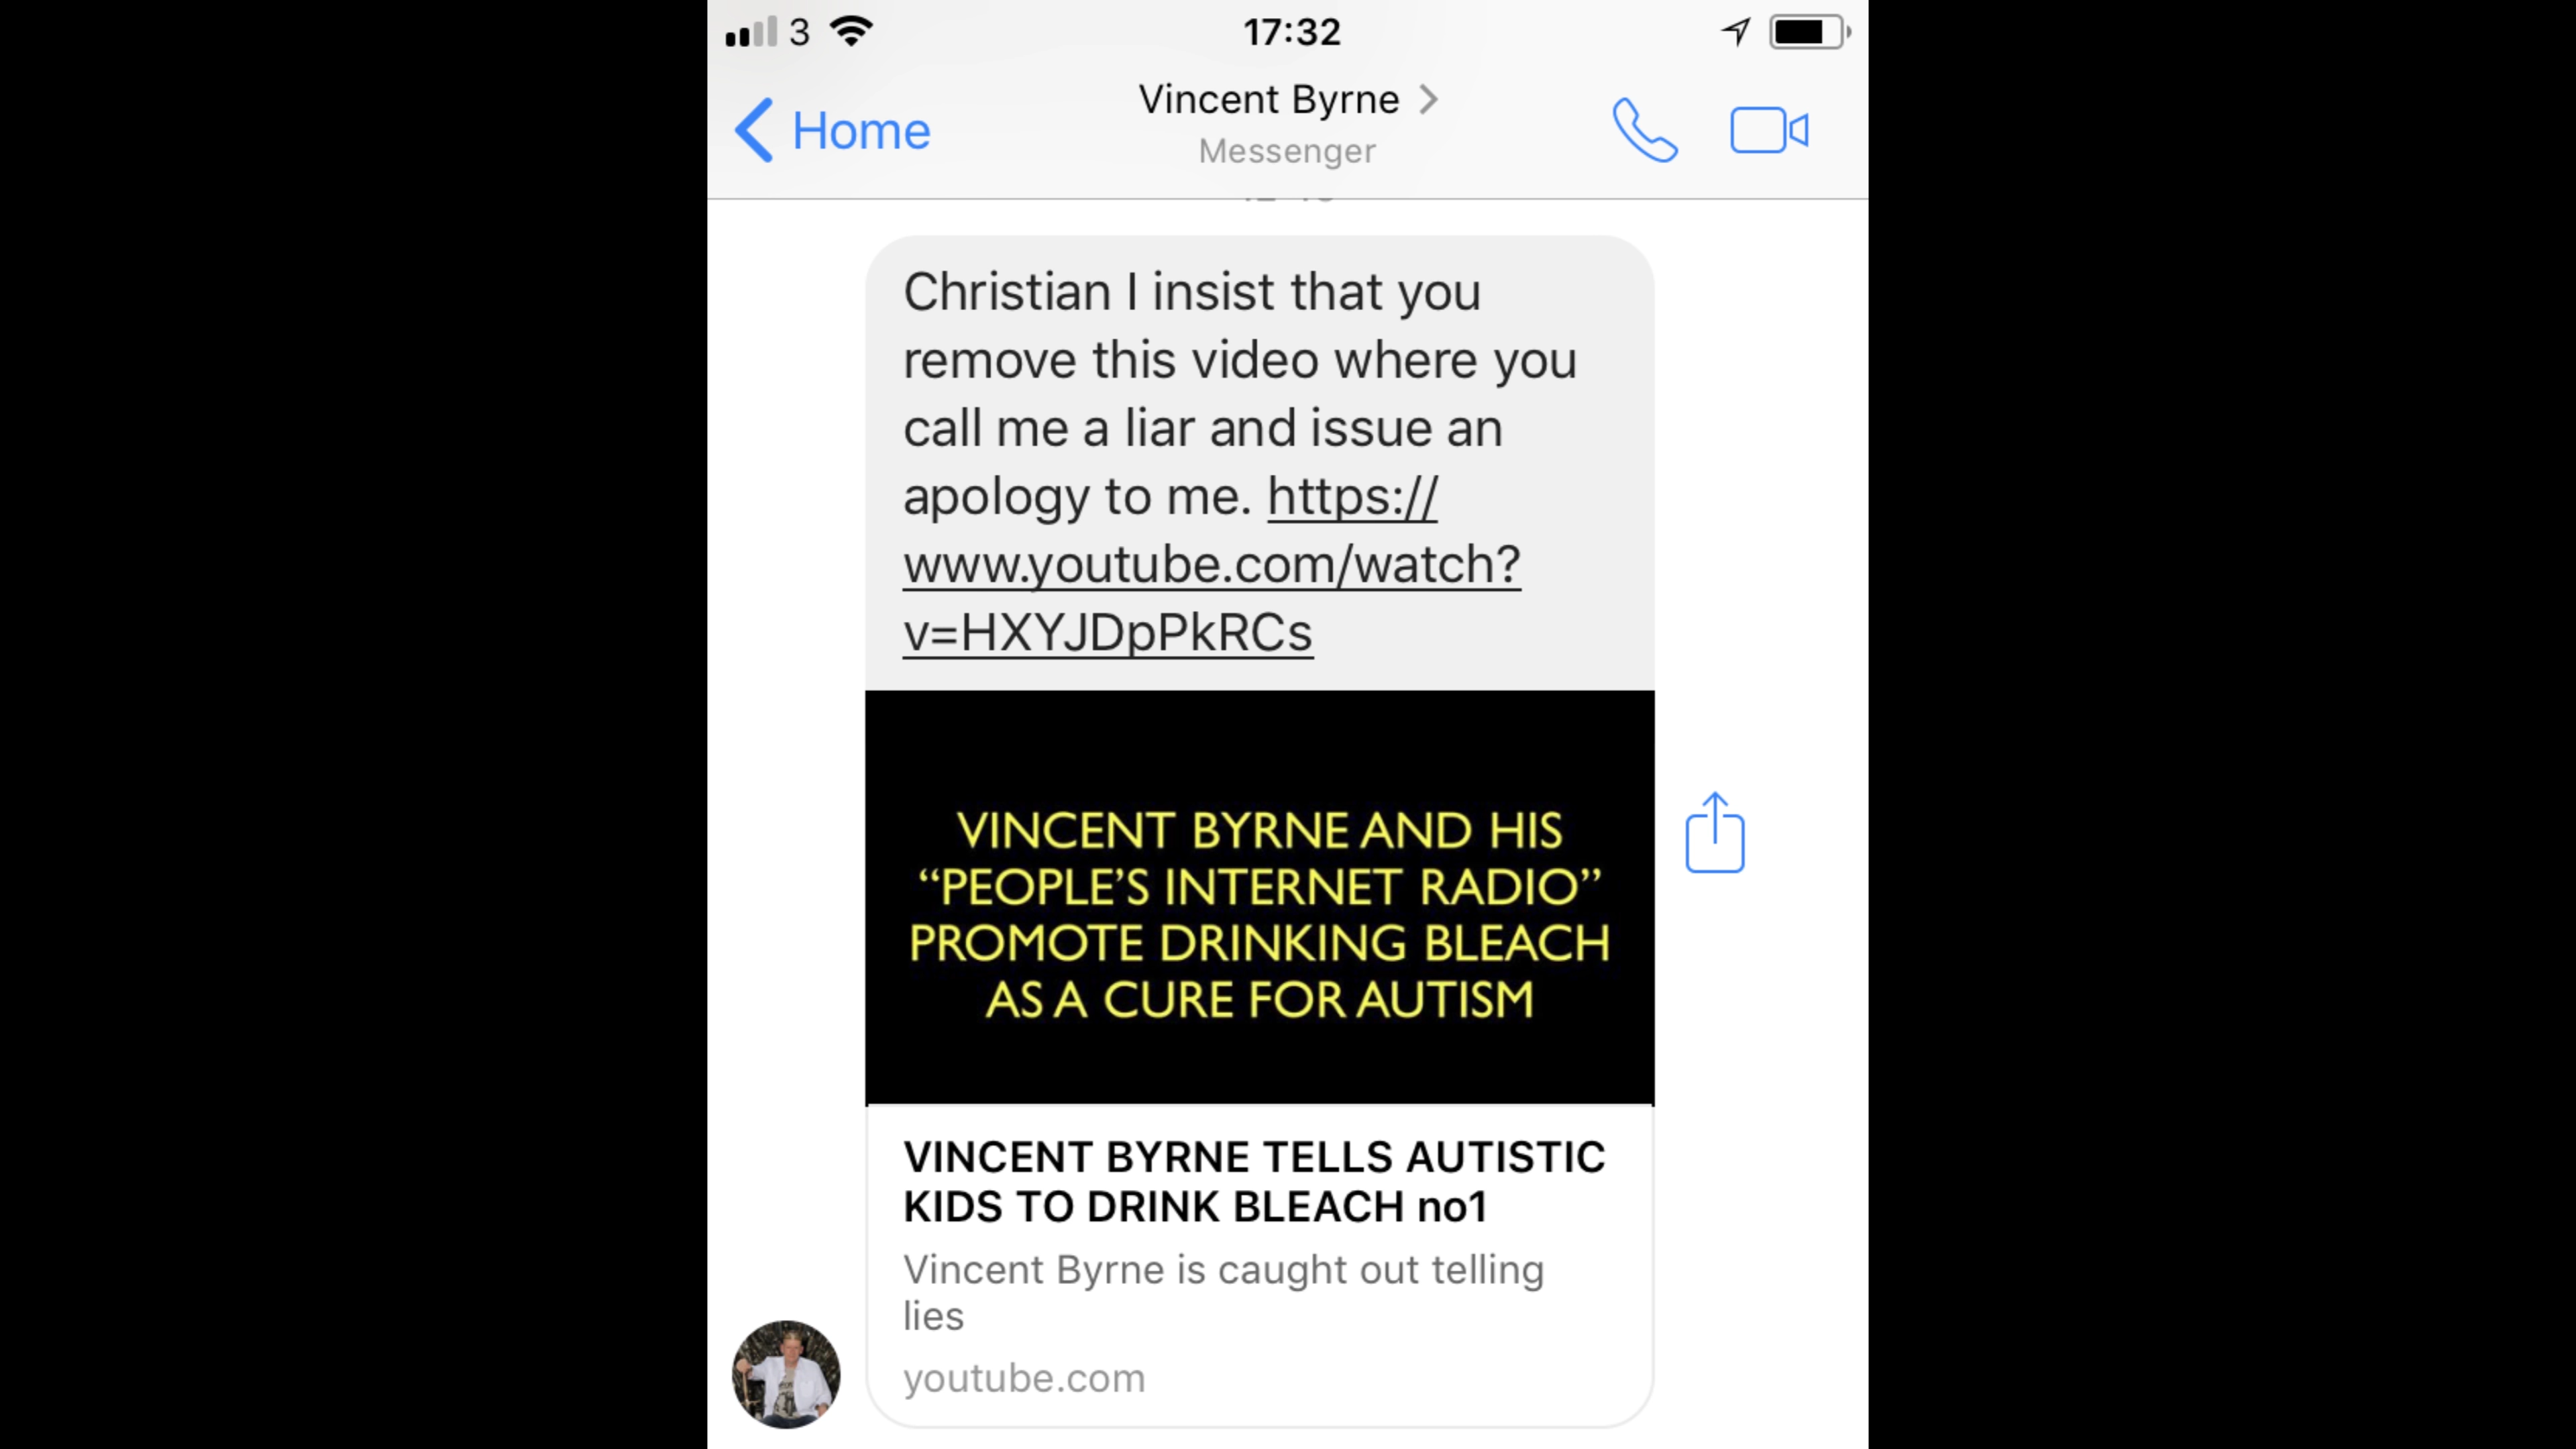 3
17:32
Vincent Byrne
Home
Messenger
Christian I insist that you
remove this video where you
call me a liar and issue an
apology to me. https://
www.youtube.com/watch?
v=HXYJDpPkRCs
VINCENT BYRNE AND HIS
“PEOPLE’S INTERNET RADIO”
PROMOTE DRINKING BLEACH
AS A CURE FOR AUTISM
VINCENT BYRNE TELLS AUTISTIC
KIDS TO DRINK BLEACH no1
Vincent Byrne is caught out telling
lies
youtube.com